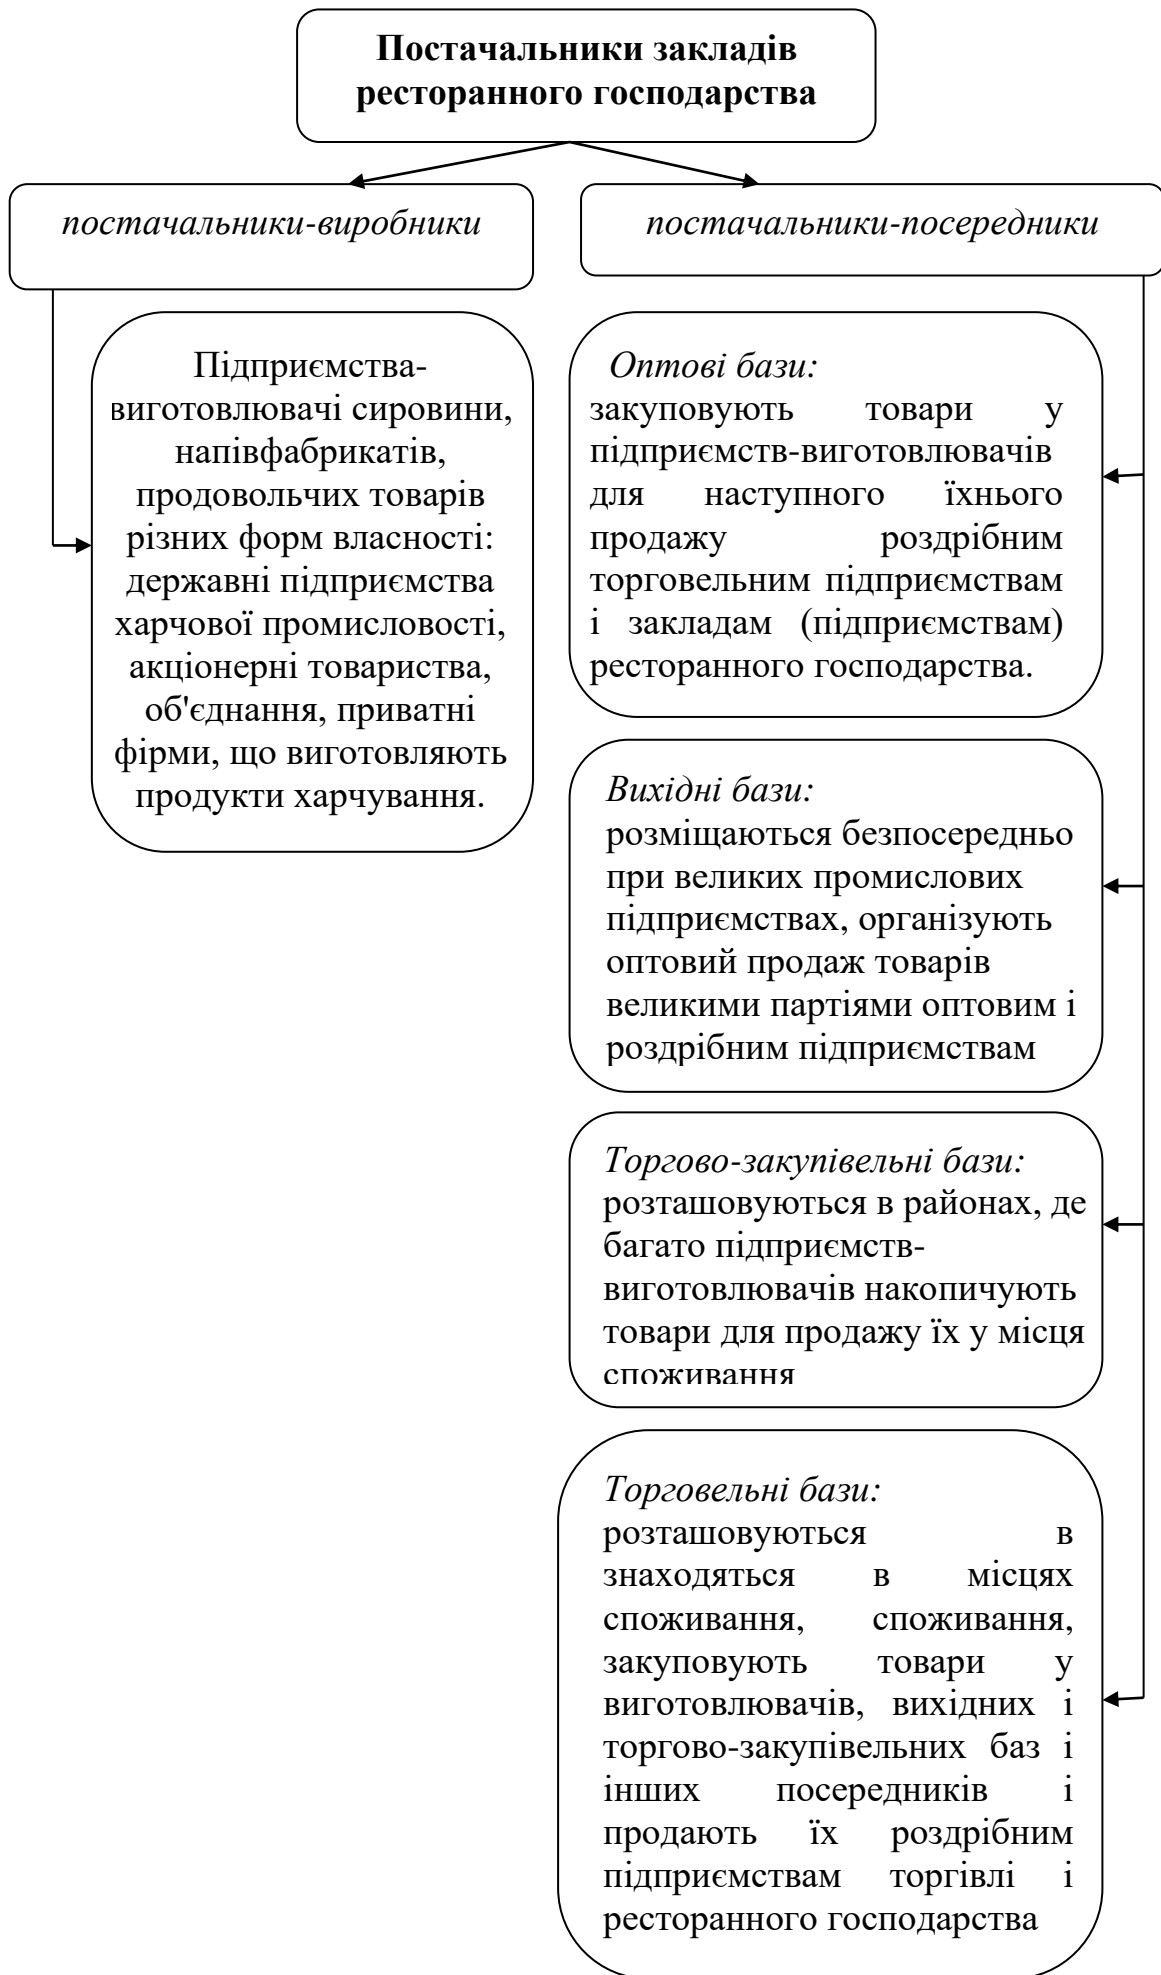 Постачальники закладів
ресторанного господарства
постачальники-виробники
постачальники-посередники
Підприємства-
виготовлювачі сировини,
напівфабрикатів,
продовольчих товарів
різних форм власності:
державні підприємства
харчової промисловості,
акціонерні товариства,
об'єднання, приватні
фірми, що виготовляють
продукти харчування.
Оптові бази:
закуповують товари у
підприємств-виготовлювачів
для наступного їхнього
продажу роздрібним
торговельним підприємствам
і закладам (підприємствам)
ресторанного господарства.
Вихідні бази:
розміщаються безпосередньо
при великих промислових
підприємствах, організують
оптовий продаж товарів
великими партіями оптовим і
роздрібним підприємствам
Торгово-закупівельні бази:
розташовуються в районах, де
багато підприємств-
виготовлювачів накопичують
товари для продажу їх у місця
споживання
Торговельні бази:
розташовуються в
знаходяться в місцях
споживання, споживання,
закуповують товари у
виготовлювачів, вихідних і
торгово-закупівельних баз і
інших посередників і
продають їх роздрібним
підприємствам торгівлі і
ресторанного господарства